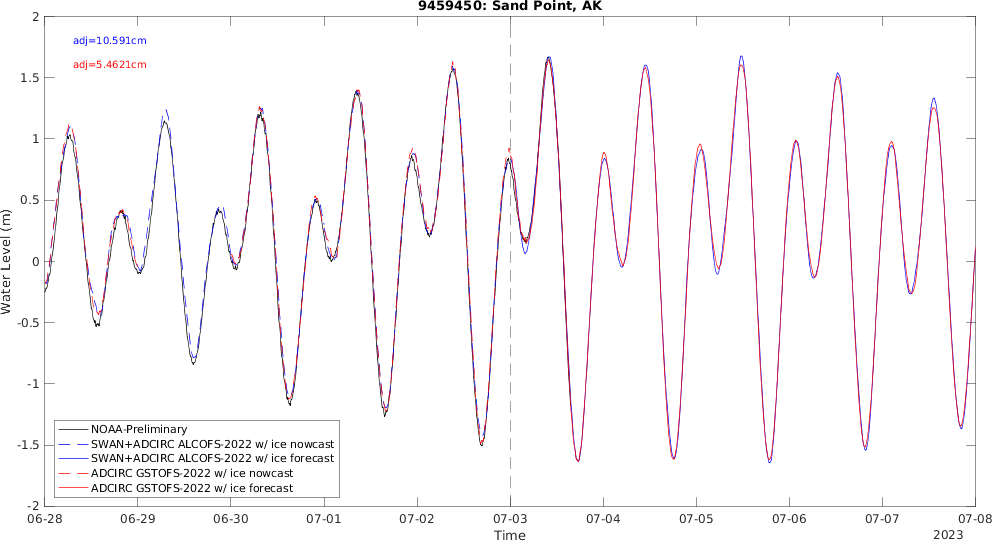 9459450: Sand Point, AK
adj=10.591cm
adj=5.4621cm
2
1.5
1
0.5
0
-0.5
-1
-1.5
-2
Water Level (m)
NOAA-Preliminary
SWAN+ADCIRC ALCOFS-2022 w/ ice nowcast
SWAN+ADCIRC ALCOFS-2022 w/ ice forecast
ADCIRC GSTOFS-2022 w/ ice nowcast
ADCIRC GSTOFS-2022 w/ ice forecast
06-28 06-29 06-30 07-01 07-02 07-03 07-04 07-05 07-06 07-07 07-08
Time
2023